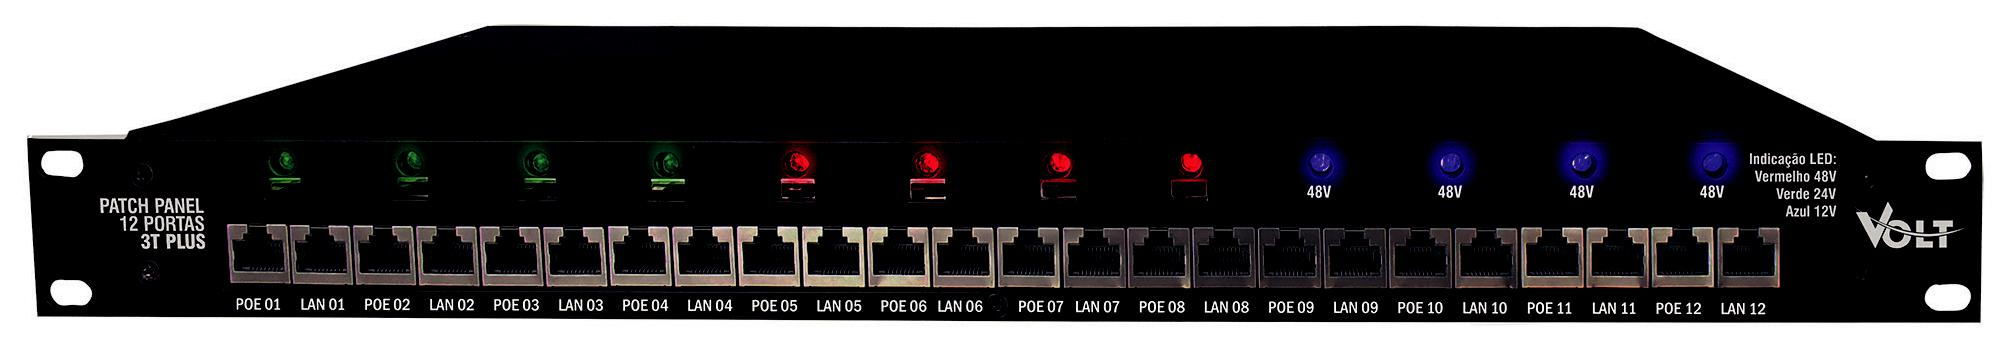 PATCH PANEL
12 PORTAS
3T PLUS
48V 48V 48V 48V
Indicação LED:
Vermelho 48V
Verde 24V
Azul 12V
VOLT
POE 01 LAN 01 POE 02 LAN 02 POE 03 LAN 03 POE 04 LAN 04 POE 05 LAN 05 POE 06 LAN 06 POE 07 LAN 07 POE 08 LAN 08 POE 09 LAN 09 POE 10 LAN 10 POE 11 LAN 11 POE 12 LAN 12